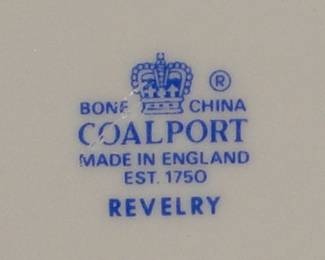 ®
BONE CHINA
COALPORT
MADE IN ENGLAND
EST. 1750
REVELRY